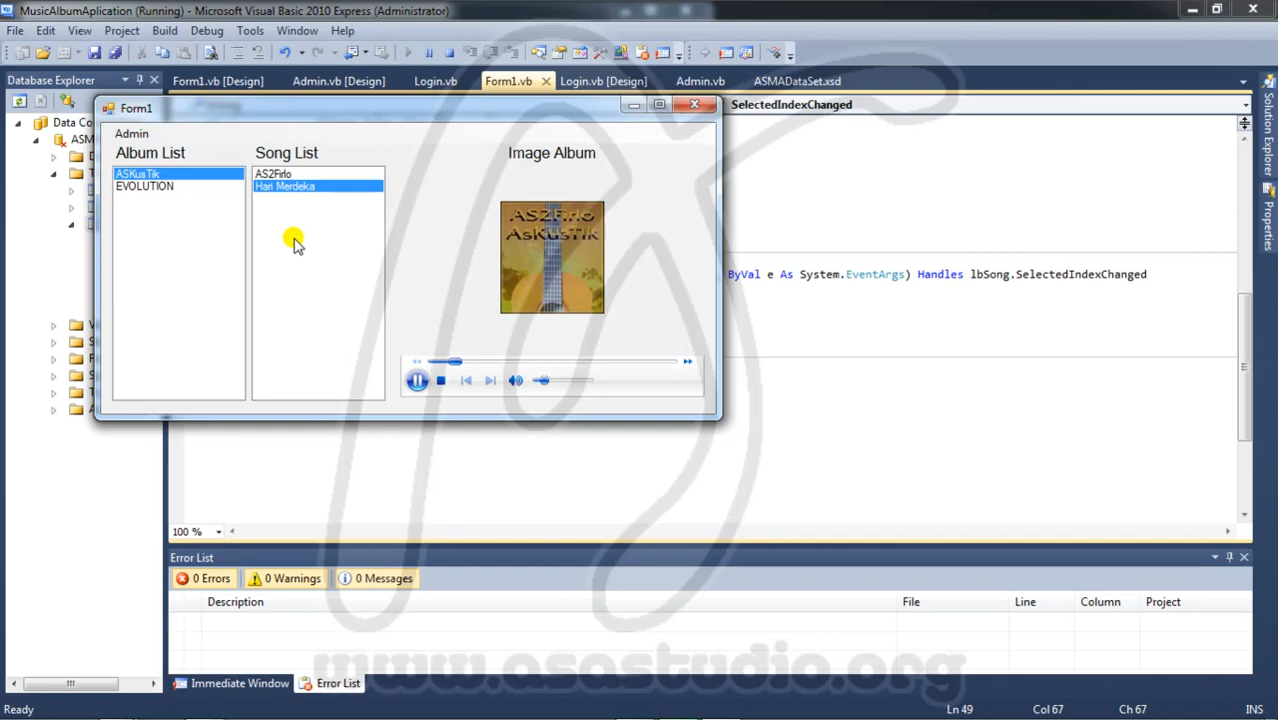 MusicAlbumAplication (Running) - Microsoft Visual Basic 2010 Express (Administrator)
File Edit View Project Build Debug Tools Window Help
Database Explorer
Form1.vb [Design] Admin.vb [Design] Login.vb Form1.vb Login.vb [Design] Admin.vb ASMADataSet.xsd
Form1
SelectedIndexChanged
Data Co
ASM
Admin
Album List Song List Image Album
ASKusTik
EVOLUTION
AS2Firlo
Hari Merdeka
AS2Firlo
AsKusTik
ByVal e As System.EventArgs) Handles lbSong.SelectedIndexChanged
Solution Explorer
Properties
100 %
Error List
0 Errors 0 Warnings 0 Messages
Description File Line Column Project
www.asastudio.org
Immediate Window Error List
Ready Ln 49 Col 67 Ch 67 INS